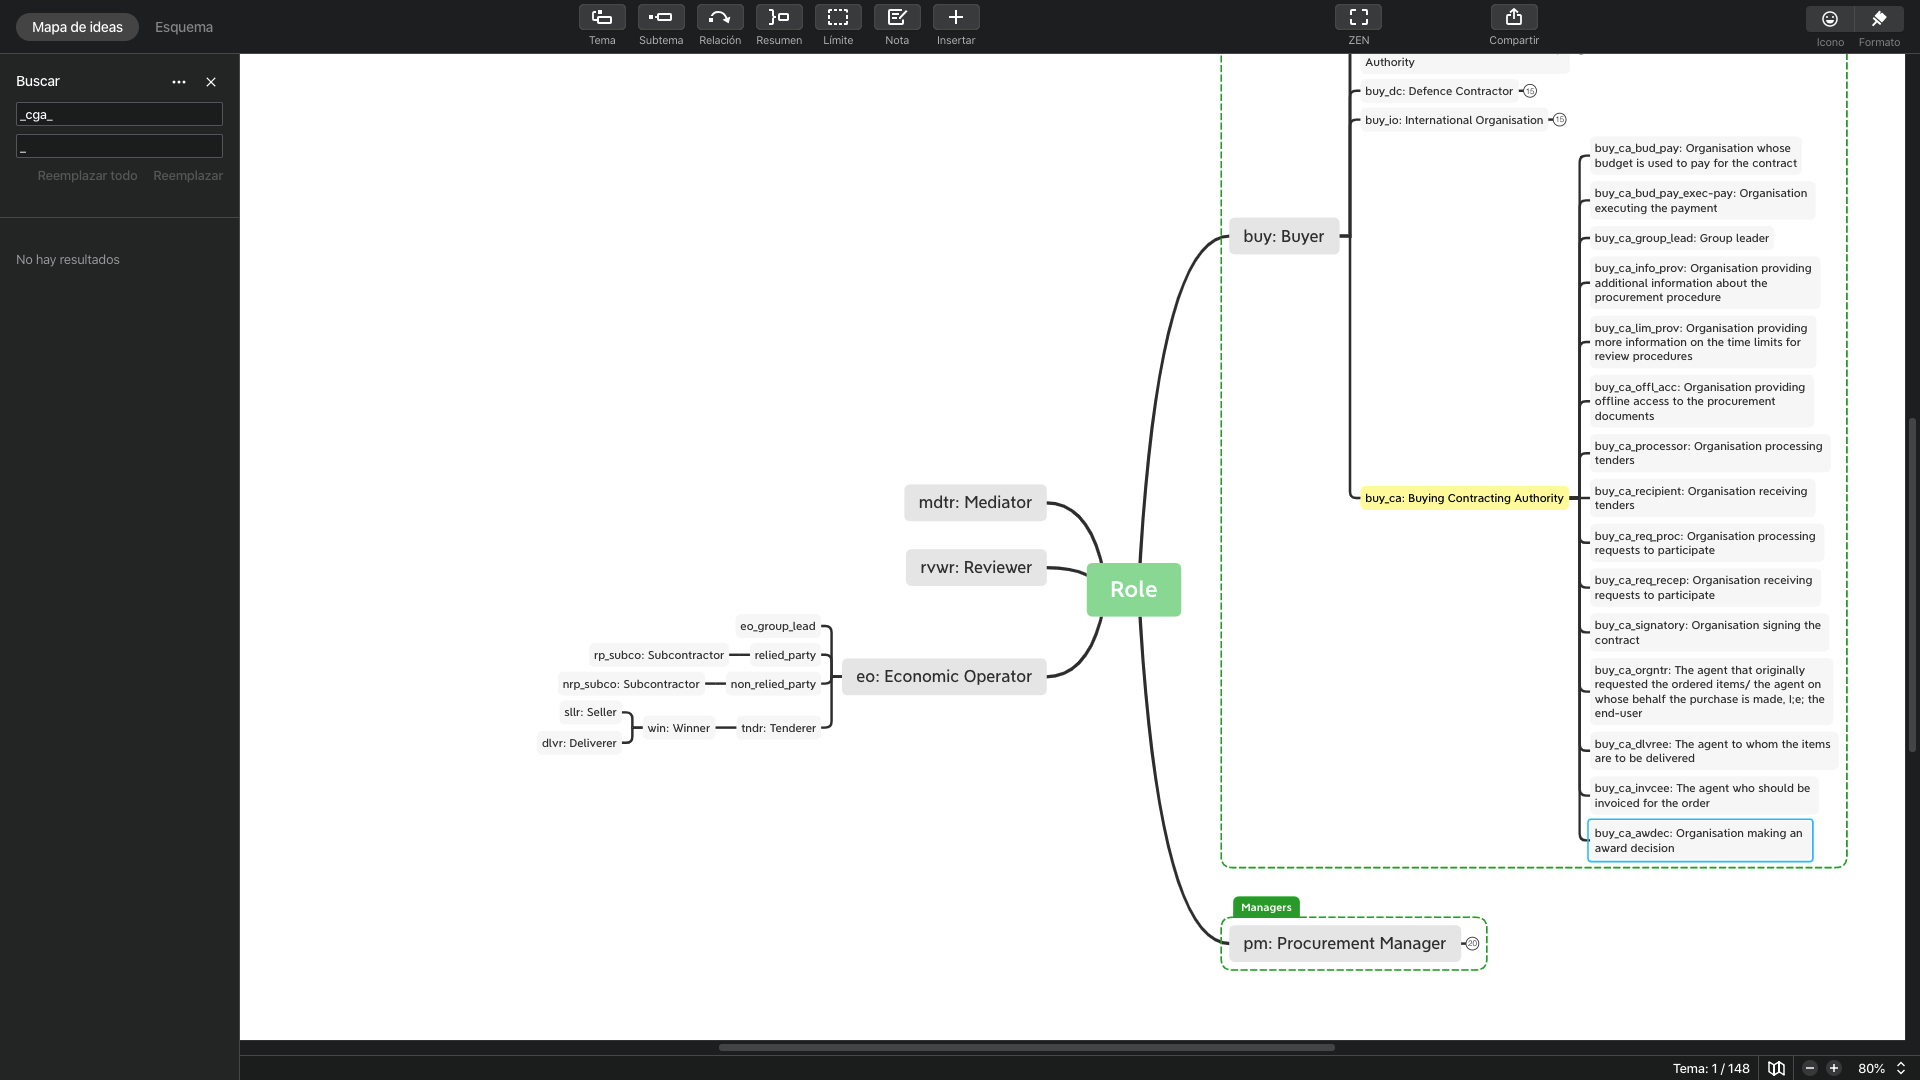 Mapa de ideas
Esquema
Tema
Subtema
Relación
Resumen
Límite
Nota
Insertar
ZEN
Compartir
Icono
Formato
Buscar
_cga_
_
Reemplazar todo
Reemplazar
No hay resultados
Authority
buy_dc: Defence Contractor
15
buy_io: International Organisation
15
buy: Buyer
buy_ca: Buying Contracting Authority
buy_ca_bud_pay: Organisation whose
budget is used to pay for the contract
buy_ca_bud_pay_exec-pay: Organisation
executing the payment
buy_ca_group_lead: Group leader
buy_ca_info_prov: Organisation providing
additional information about the
procurement procedure
buy_ca_lim_prov: Organisation providing
more information on the time limits for
review procedures
buy_ca_offl_acc: Organisation providing
offline access to the procurement
documents
buy_ca_processor: Organisation processing
tenders
buy_ca_recipient: Organisation receiving
tenders
buy_ca_req_proc: Organisation processing
requests to participate
buy_ca_req_recep: Organisation receiving
requests to participate
buy_ca_signatory: Organisation signing the
contract
buy_ca_orgntr: The agent that originally
requested the ordered items/ the agent on
whose behalf the purchase is made, I;e; the
end-user
buy_ca_dlvree: The agent to whom the items
are to be delivered
buy_ca_invcee: The agent who should be
invoiced for the order
buy_ca_awdec: Organisation making an
award decision
mdtr: Mediator
rvwr: Reviewer
Role
eo: Economic Operator
eo_group_lead
rp_subco: Subcontractor
relied_party
nrp_subco: Subcontractor
non_relied_party
sllr: Seller
dlvr: Deliverer
win: Winner
tndr: Tenderer
Managers
pm: Procurement Manager
20
Tema: 1 / 148
80%